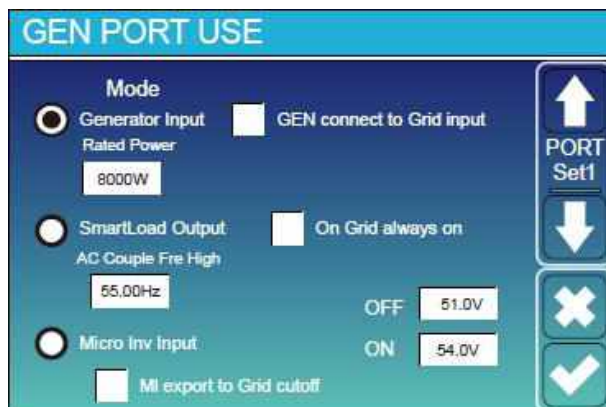 GEN PORT USE
Mode
Generator Input
GEN connect to Grid input
Rated Power
8000W
PORT
Set1
SmartLoad Output
On Grid always on
AC Couple Fre High
55.00Hz
OFF
51.0V
Micro Inv Input
ON
54.0V
MI export to Grid cutoff